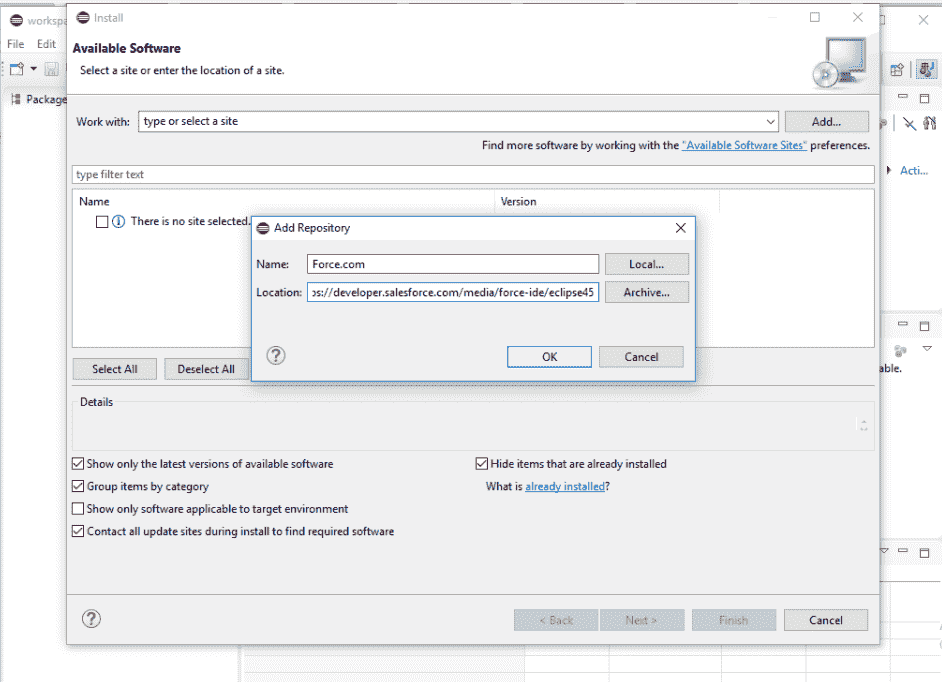 workspa
Install
File Edit
Available Software
Select a site or enter the location of a site.
Package
Work with: type or select a site Add...
Find more software by working with the "Available Software Sites" preferences.
type filter text
Acti...
Name Version
There is no site selected.
Add Repository
Name: Force.com Local...
Location: os://developer.salesforce.com/media/force-ide/eclipse45 Archive...
OK Cancel
Select All Deselect All
able.
Details
Show only the latest versions of available software Hide items that are already installed
Group items by category What is already installed?
Show only software applicable to target environment
Contact all update sites during install to find required software
< Back Next > Finish Cancel